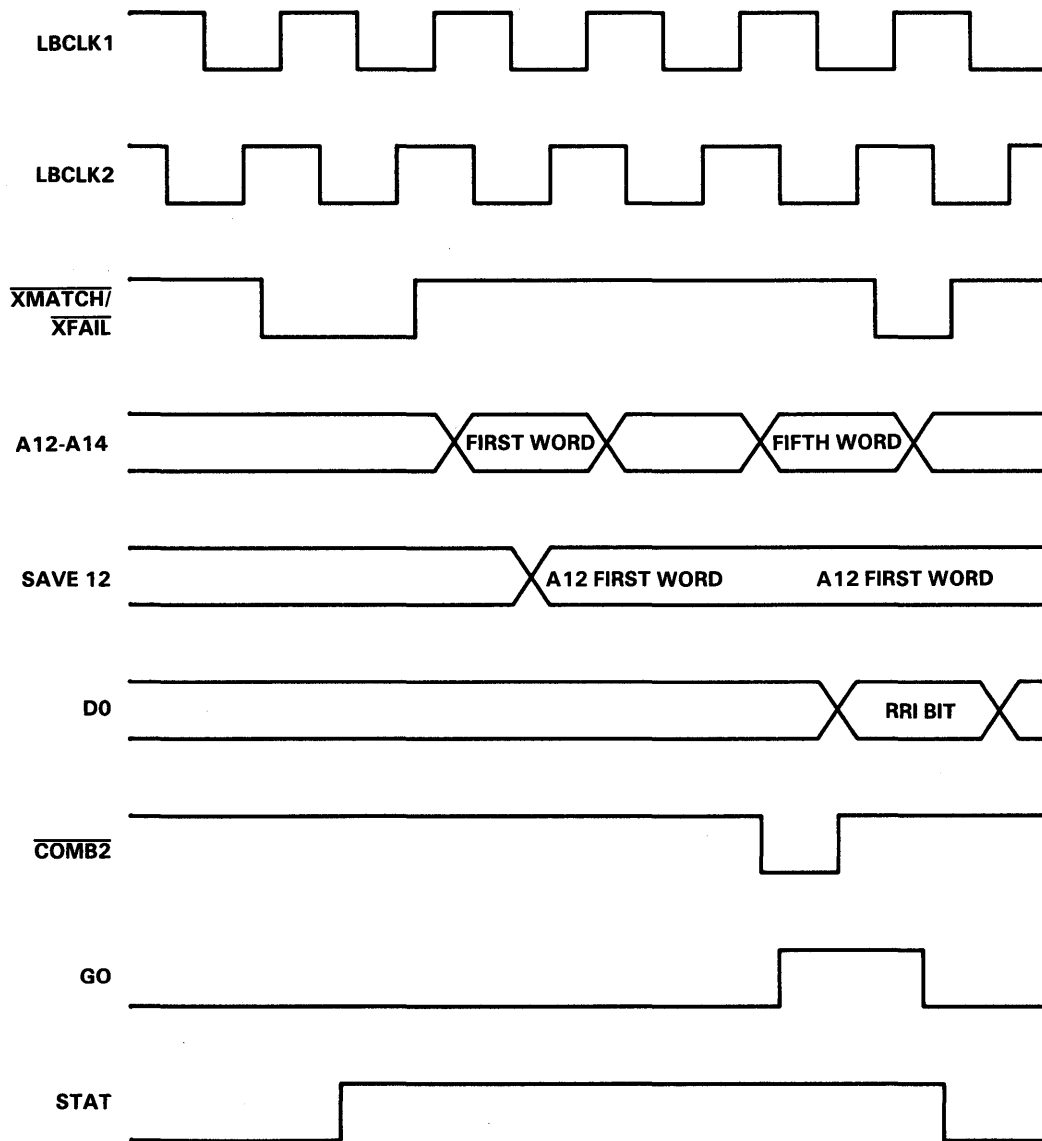 LBCLK1
LBCLK2
XMATCH/
XFAIL
A12-A14
FIRST WORD
FIFTH WORD
SAVE 12
A12 FIRST WORD
A12 FIRST WORD
D0
RRI BIT
COMB2
GO
STAT